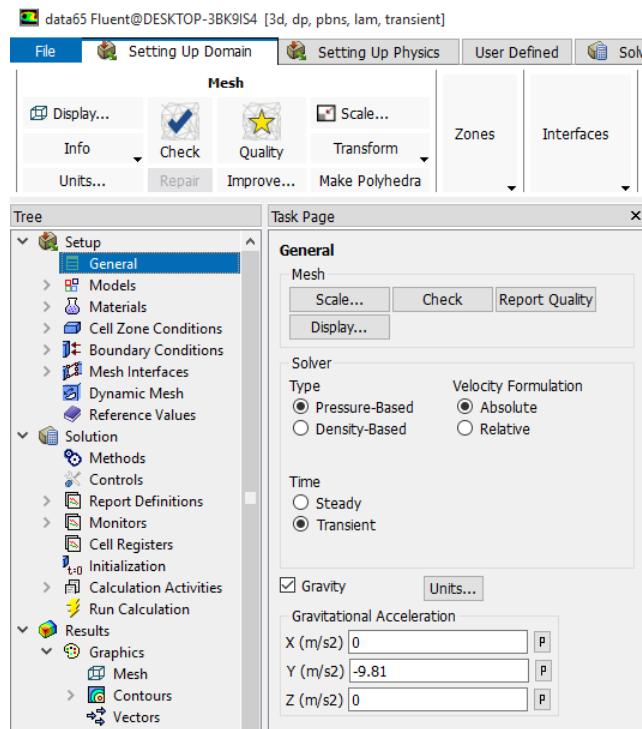 data65 Fluent@DESKTOP-3BK9IS4 [3d, dp, pbns, lam, transient]
File Setting Up Domain Setting Up Physics User Defined Solv
Mesh
Display... Scale...
Info Check Quality Transform Zones Interfaces
Units... Repair Improve... Make Polyhedra
Tree
Setup
General
Models
Materials
Cell Zone Conditions
Boundary Conditions
Mesh Interfaces
Dynamic Mesh
Reference Values
Solution
Methods
Controls
Report Definitions
Monitors
Cell Registers
t=0 Initialization
Calculation Activities
Run Calculation
Results
Graphics
Mesh
Contours
Vectors
Task Page x
General
Mesh
Scale... Check Report Quality
Display...
Solver
Type Velocity Formulation
Pressure-Based Absolute
Density-Based Relative
Time
Steady
Transient
Gravity Units...
Gravitational Acceleration
X (m/s2) 0 P
Y (m/s2) -9.81 P
Z (m/s2) 0 P